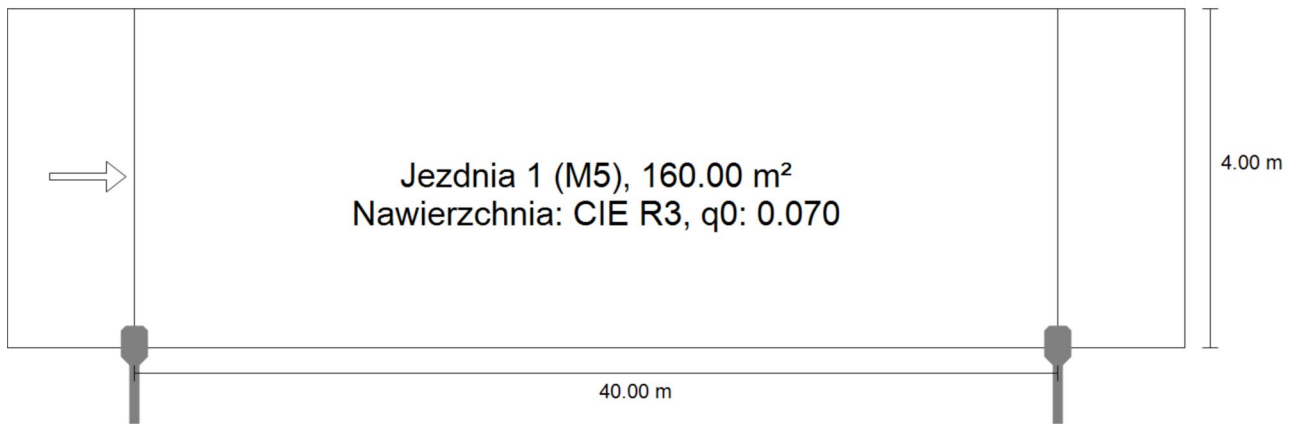 Jezdnia 1 (M5), 160.00 m²
Nawierzchnia: CIE R3, q0: 0.070
4.00 m
40.00 m